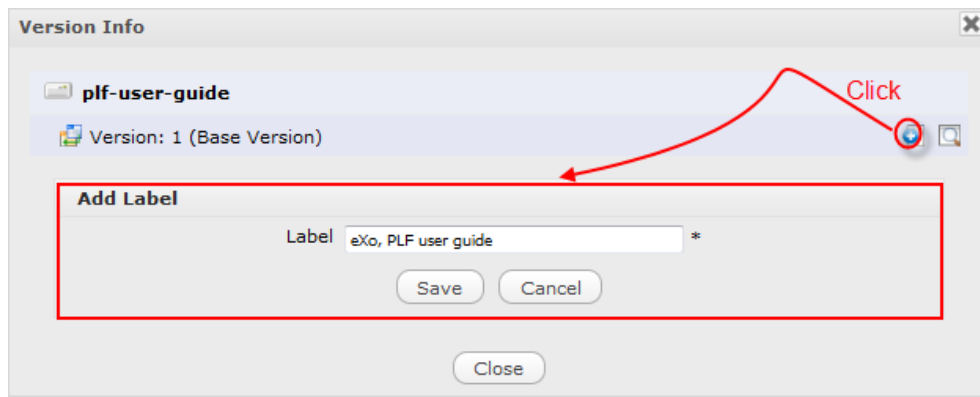 Version Info
plf-user-guide
Click
Version: 1 (Base Version)
Add Label
Label eXo, PLF user guide *
Save Cancel
Close